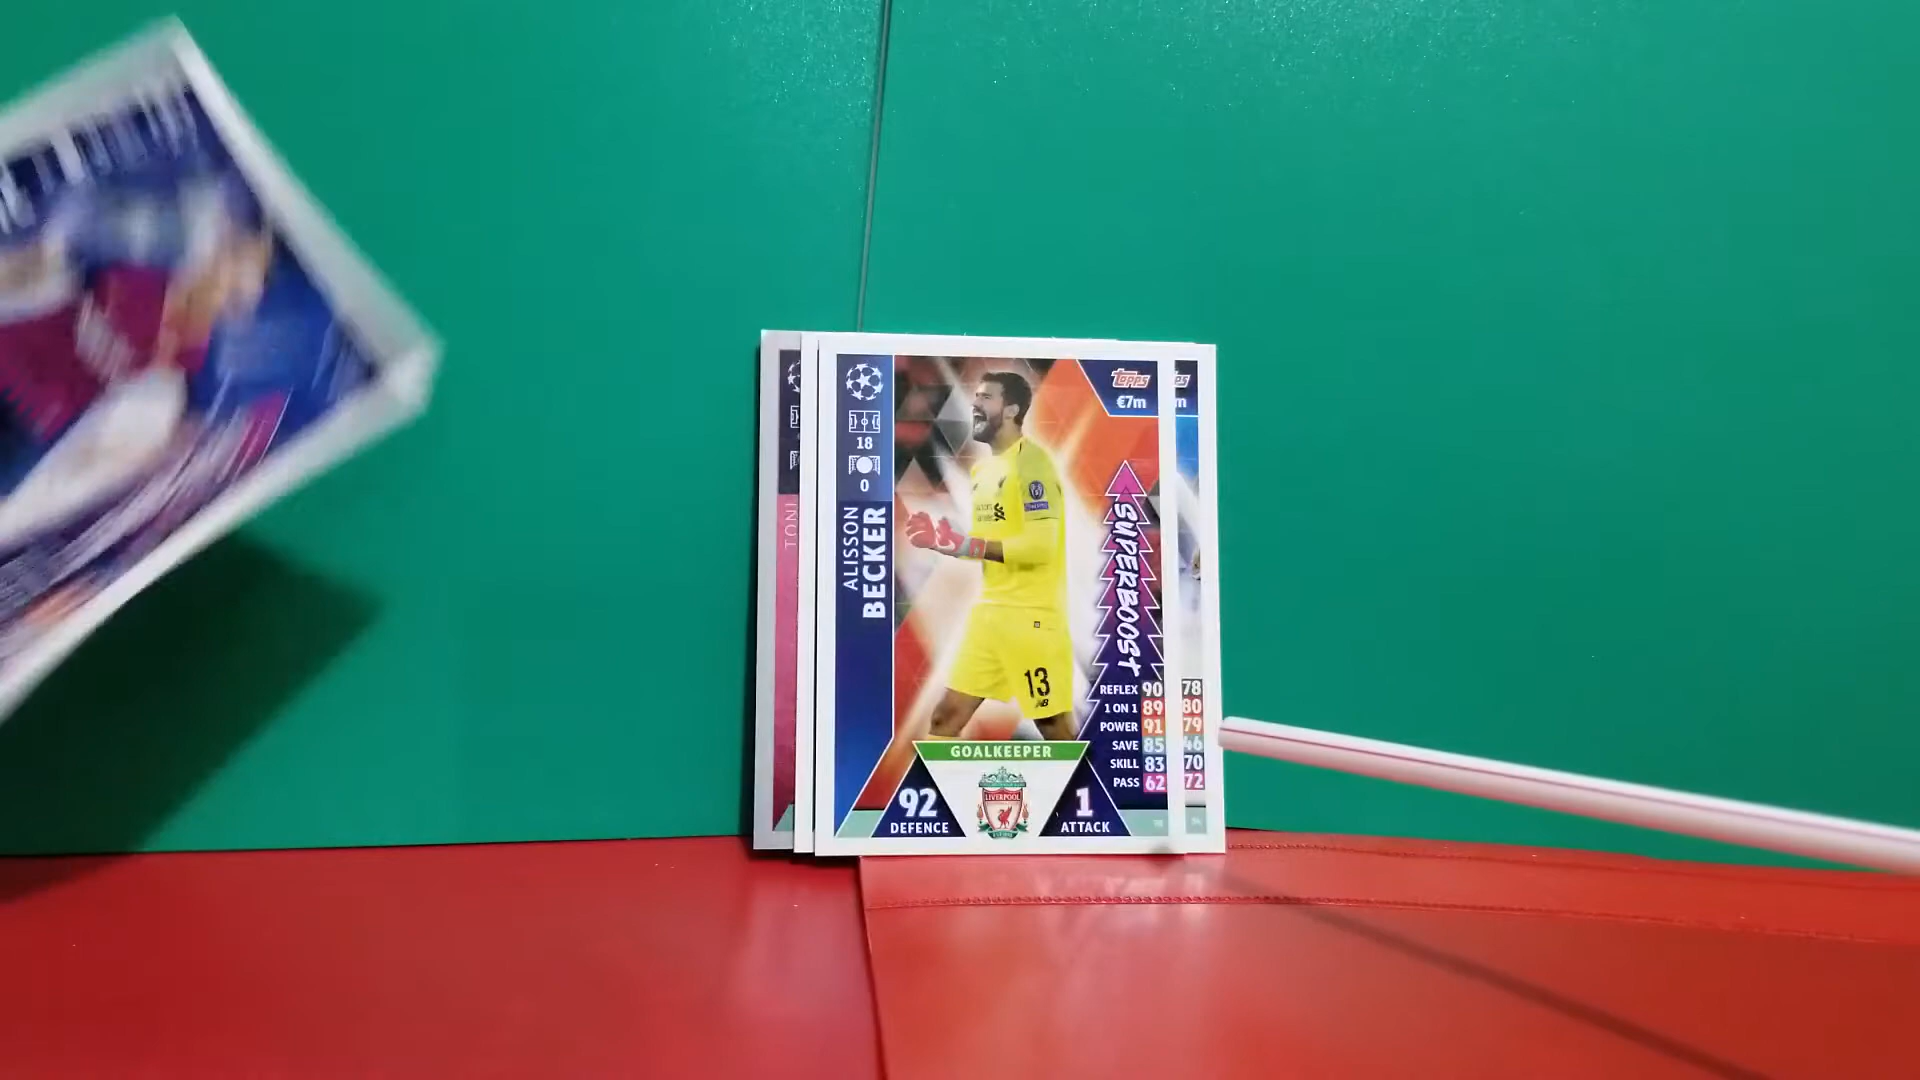 TONI
topps
€7m
18
0
ALISSON
BECKER
SUPERBOOST
13
REFLEX 90 78
1 ON 1 89 80
POWER 91 79
SAVE 85 46
SKILL 83 70
PASS 62 72
GOALKEEPER
LIVERPOOL
92
DEFENCE
1
ATTACK